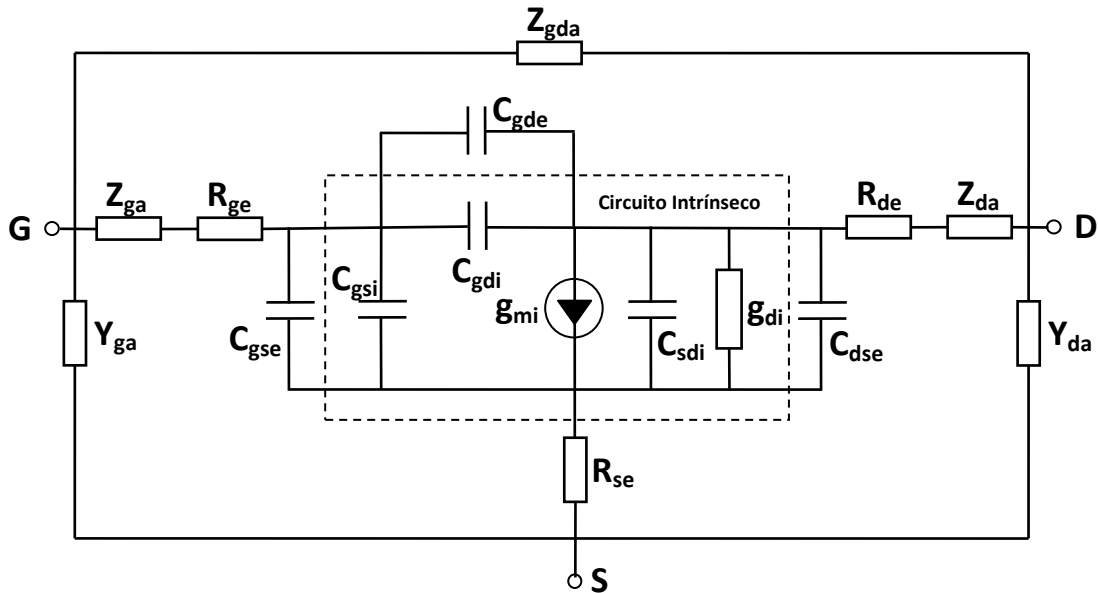 Z_gda
C_gde
Circuito Intrínseco
Z_ga
R_ge
R_de
Z_da
G
D
C_gdi
C_gsi
g_mi
g_di
Y_ga
C_gse
C_sdi
C_dse
Y_da
R_se
S